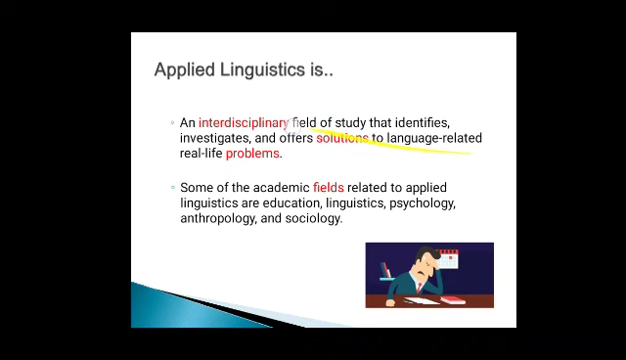 Applied Linguistics is..
An interdisciplinary field of study that identifies,
investigates, and offers solutions to language-related
real-life problems.
Some of the academic fields related to applied
linguistics are education, linguistics, psychology,
anthropology, and sociology.